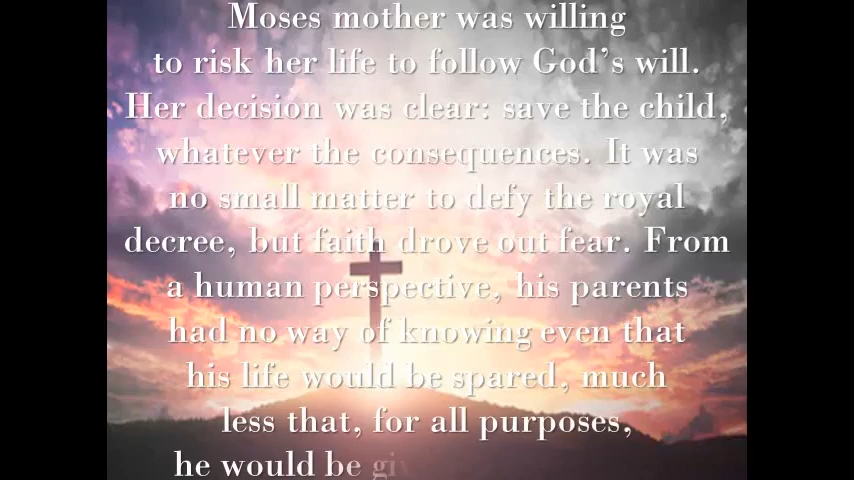 Moses mother was willing
to risk her life to follow God's will.
Her decision was clear: save the child,
whatever the consequences. It was
no small matter to defy the royal
decree, but faith drove out fear. From
a human perspective, his parents
had no way of knowing even that
his life would be spared, much
less that, for all purposes,
he would be